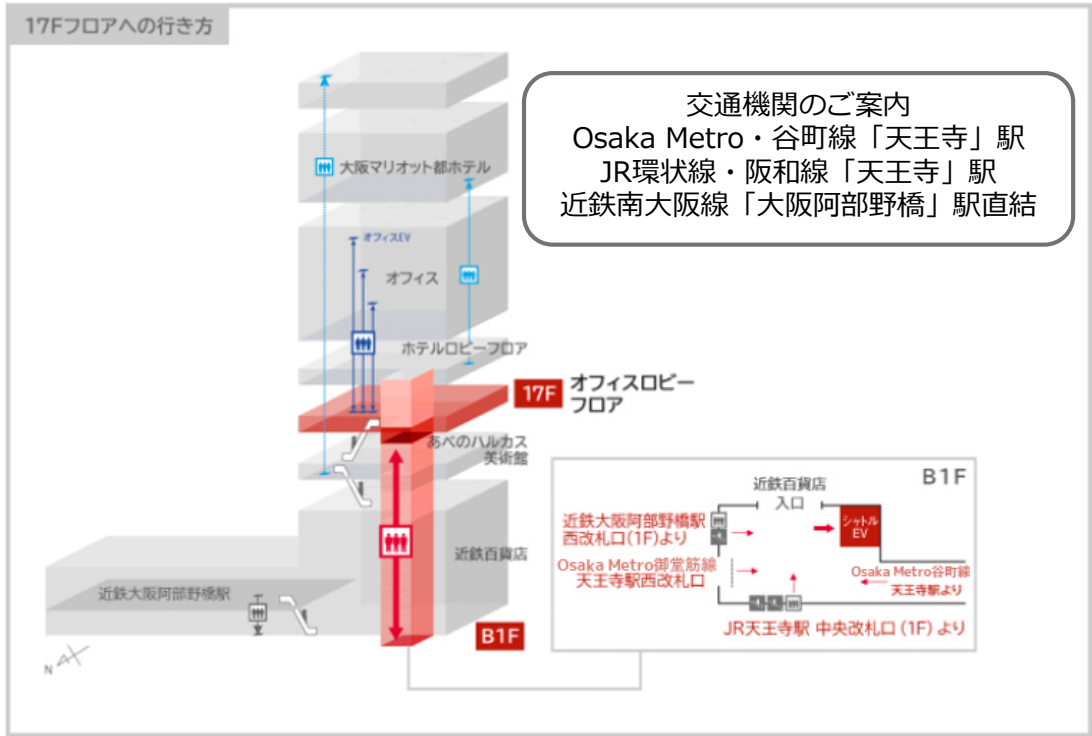 17Fフロアへの行き方
交通機関のご案内
Osaka Metro・谷町線「天王寺」駅
JR環状線・阪和線「天王寺」駅
近鉄南大阪線「大阪阿部野橋」駅直結
大阪マリオット都ホテル
オフィスEV
オフィス
ホテルロビーフロア
17F
オフィスロビー
フロア
あべのハルカス
美術館
近鉄百貨店
近鉄大阪阿部野橋駅
B1F
N
B1F
近鉄百貨店
入口
シャトル
EV
近鉄大阪阿部野橋駅
西改札口(1F)より
Osaka Metro御堂筋線
天王寺駅西改札口
Osaka Metro谷町線
天王寺駅より
JR天王寺駅 中央改札口 (1F) より